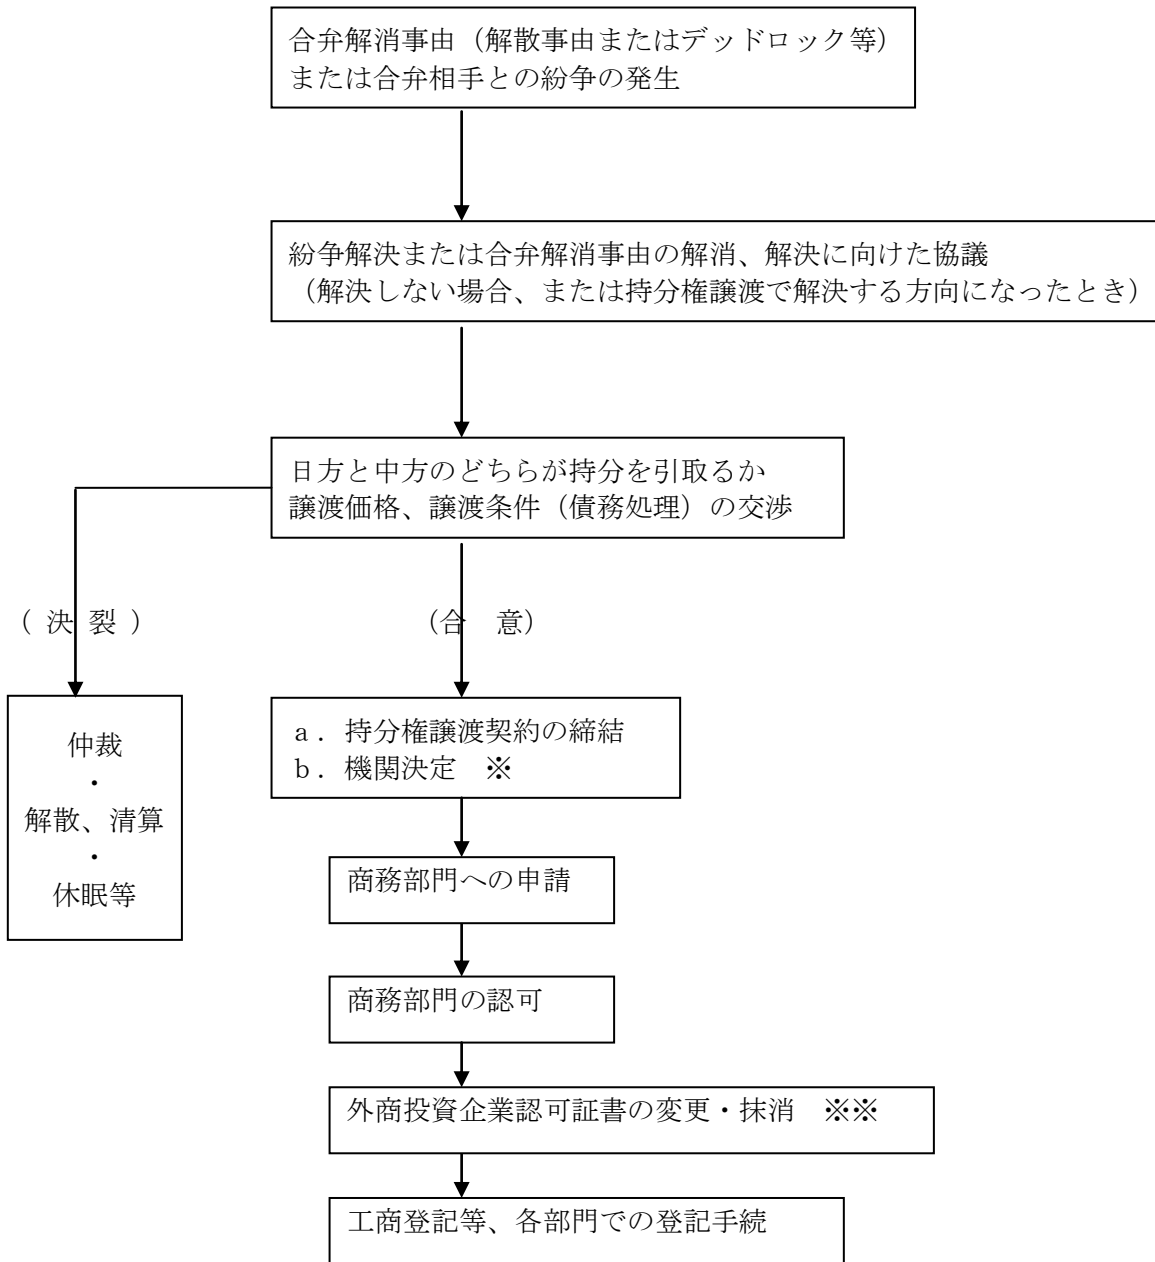 合弁解消事由（解散事由またはデッドロック等）
または合弁相手との紛争の発生
紛争解決または合弁解消事由の解消、解決に向けた協議
（解決しない場合、または持分権譲渡で解決する方向になったとき）
日方と中方のどちらが持分を引取るか
譲渡価格、譲渡条件（債務処理）の交渉
（ 決 裂 ）
（合　意）
仲裁
・
解散、清算
・
休眠等
a．持分権譲渡契約の締結
b．機関決定　※
商務部門への申請
商務部門の認可
外商投資企業認可証書の変更・抹消　※※
工商登記等、各部門での登記手続